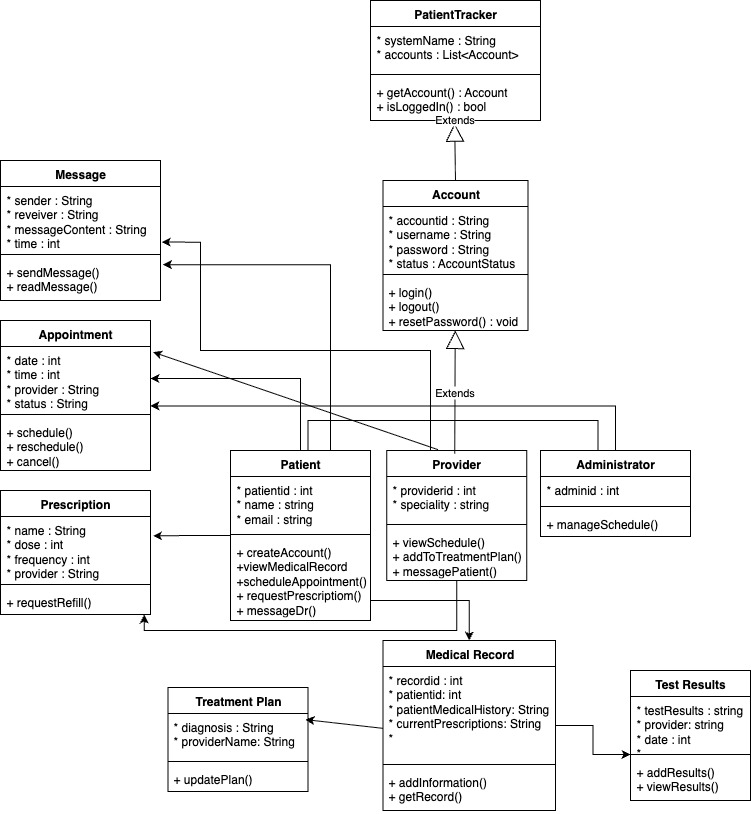 PatientTracker
* systemName : String
* accounts : List<Account>
+ getAccount() : Account
+ isLoggedIn() : bool
Extends
Message
* sender : String
* reveiver : String
* messageContent : String
* time : int
+ sendMessage()
+ readMessage()
Account
* accountid : String
* username : String
* password : String
* status : AccountStatus
+ login()
+ logout()
+ resetPassword() : void
Extends
Appointment
* date : int
* time : int
* provider : String
* status : String
+ schedule()
+ reschedule()
+ cancel()
Patient
* patientid : int
* name : string
* email : string
+ createAccount()
+viewMedicalRecord
+scheduleAppointment()
+ requestPrescriptiom()
+ messageDr()
Provider
* providerid : int
* speciality : string
+ viewSchedule()
+ addToTreatmentPlan()
+ messagePatient()
Administrator
* adminid : int
+ manageSchedule()
Prescription
* name : String
* dose : int
* frequency : int
* provider : String
+ requestRefill()
Medical Record
* recordid : int
* patientid: int
* patientMedicalHistory: String
* currentPrescriptions: String
*
+ addInformation()
+ getRecord()
Treatment Plan
* diagnosis : String
* providerName: String
+ updatePlan()
Test Results
* testResults : string
* provider: string
* date : int
*
+ addResults()
+ viewResults()